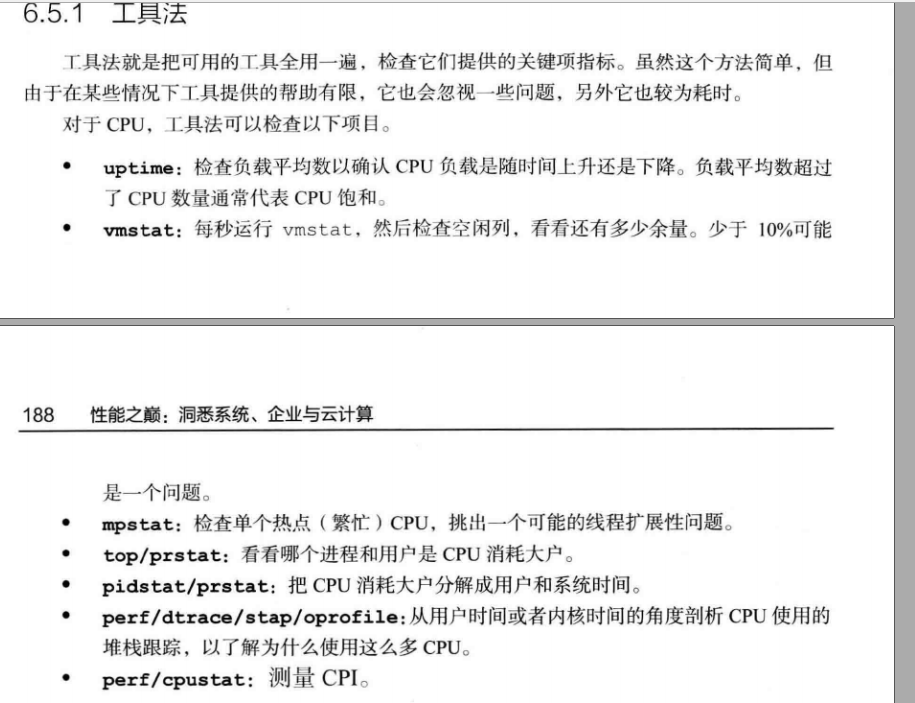 6.5.1 工具法
工具法就是把可用的工具全用一遍，检查它们提供的关键项指标。虽然这个方法简单，但
由于在某些情况下工具提供的帮助有限，它也会忽视一些问题，另外它也较为耗时。
对于 CPU，工具法可以检查以下项目。
• uptime：检查负载平均数以确认 CPU 负载是随时间上升还是下降。负载平均数超过
了 CPU 数量通常代表 CPU 饱和。
• vmstat：每秒运行 vmstat，然后检查空闲列，看看还有多少余量。少于 10%可能
188 性能之巅：洞悉系统、企业与云计算
是一个问题。
• mpstat：检查单个热点（繁忙）CPU，挑出一个可能的线程扩展性问题。
• top/prstat：看看哪个进程和用户是 CPU 消耗大户。
• pidstat/prstat：把 CPU 消耗大户分解成用户和系统时间。
• perf/dtrace/stap/oprofile：从用户时间或者内核时间的角度剖析 CPU 使用的
堆栈跟踪，以了解为什么使用这么多 CPU。
• perf/cpustat：测量 CPI。